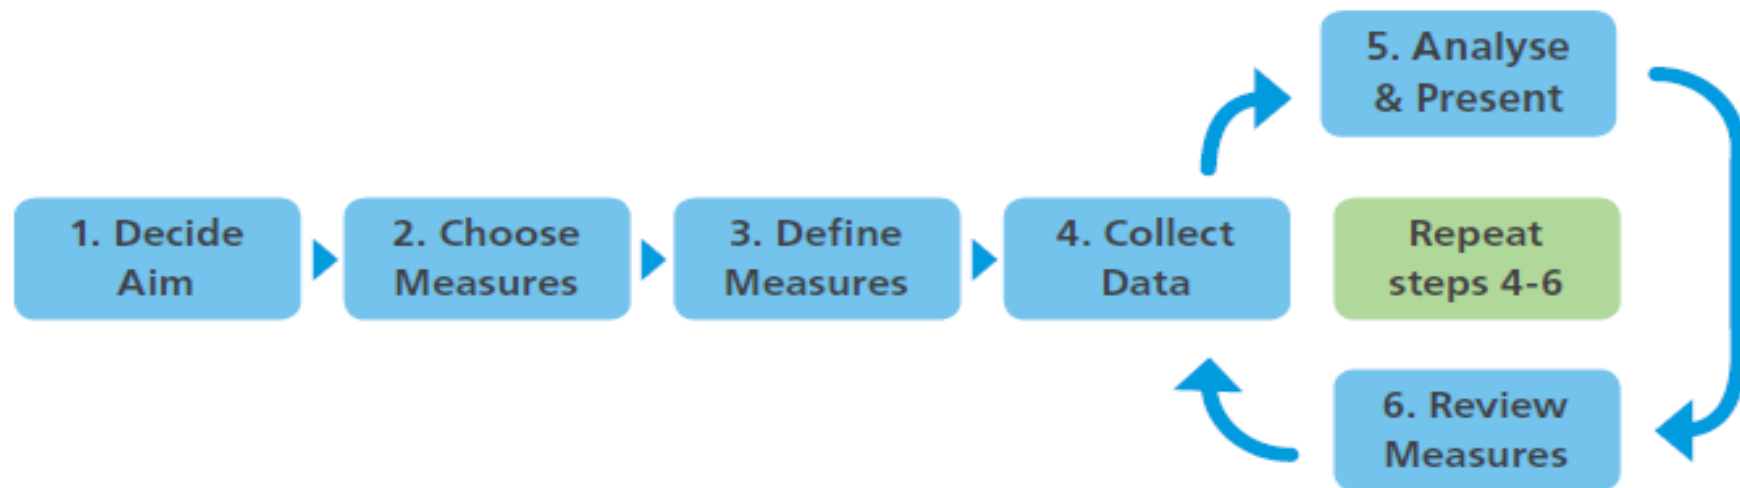 1. Decide
Aim
2. Choose
Measures
3. Define
Measures
4. Collect
Data
5. Analyse
& Present
6. Review
Measures
Repeat
steps 4-6